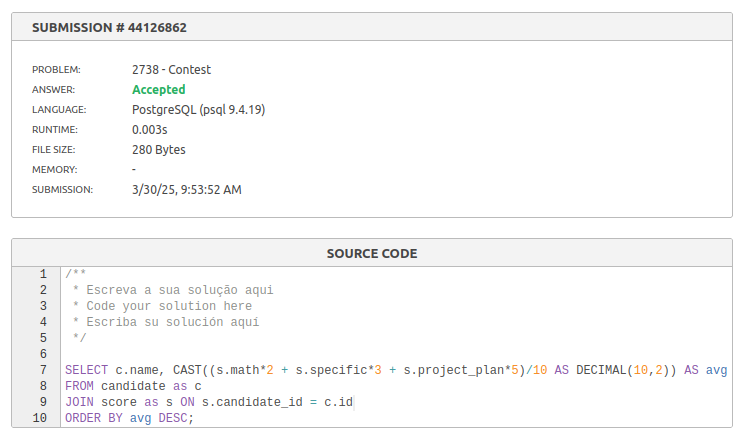 SUBMISSION # 44126862
PROBLEM: 2738 - Contest
ANSWER: Accepted
LANGUAGE: PostgreSQL (psql 9.4.19)
RUNTIME: 0.003s
FILE SIZE: 280 Bytes
MEMORY: -
SUBMISSION: 3/30/25, 9:53:52 AM
SOURCE CODE
1 /**
2  * Escreva a sua solução aqui
3  * Code your solution here
4  * Escriba su solución aquí
5  */
6
7 SELECT c.name, CAST((s.math*2 + s.specific*3 + s.project_plan*5)/10 AS DECIMAL(10,2)) AS avg
8 FROM candidate as c
9 JOIN score as s ON s.candidate_id = c.id
10 ORDER BY avg DESC;